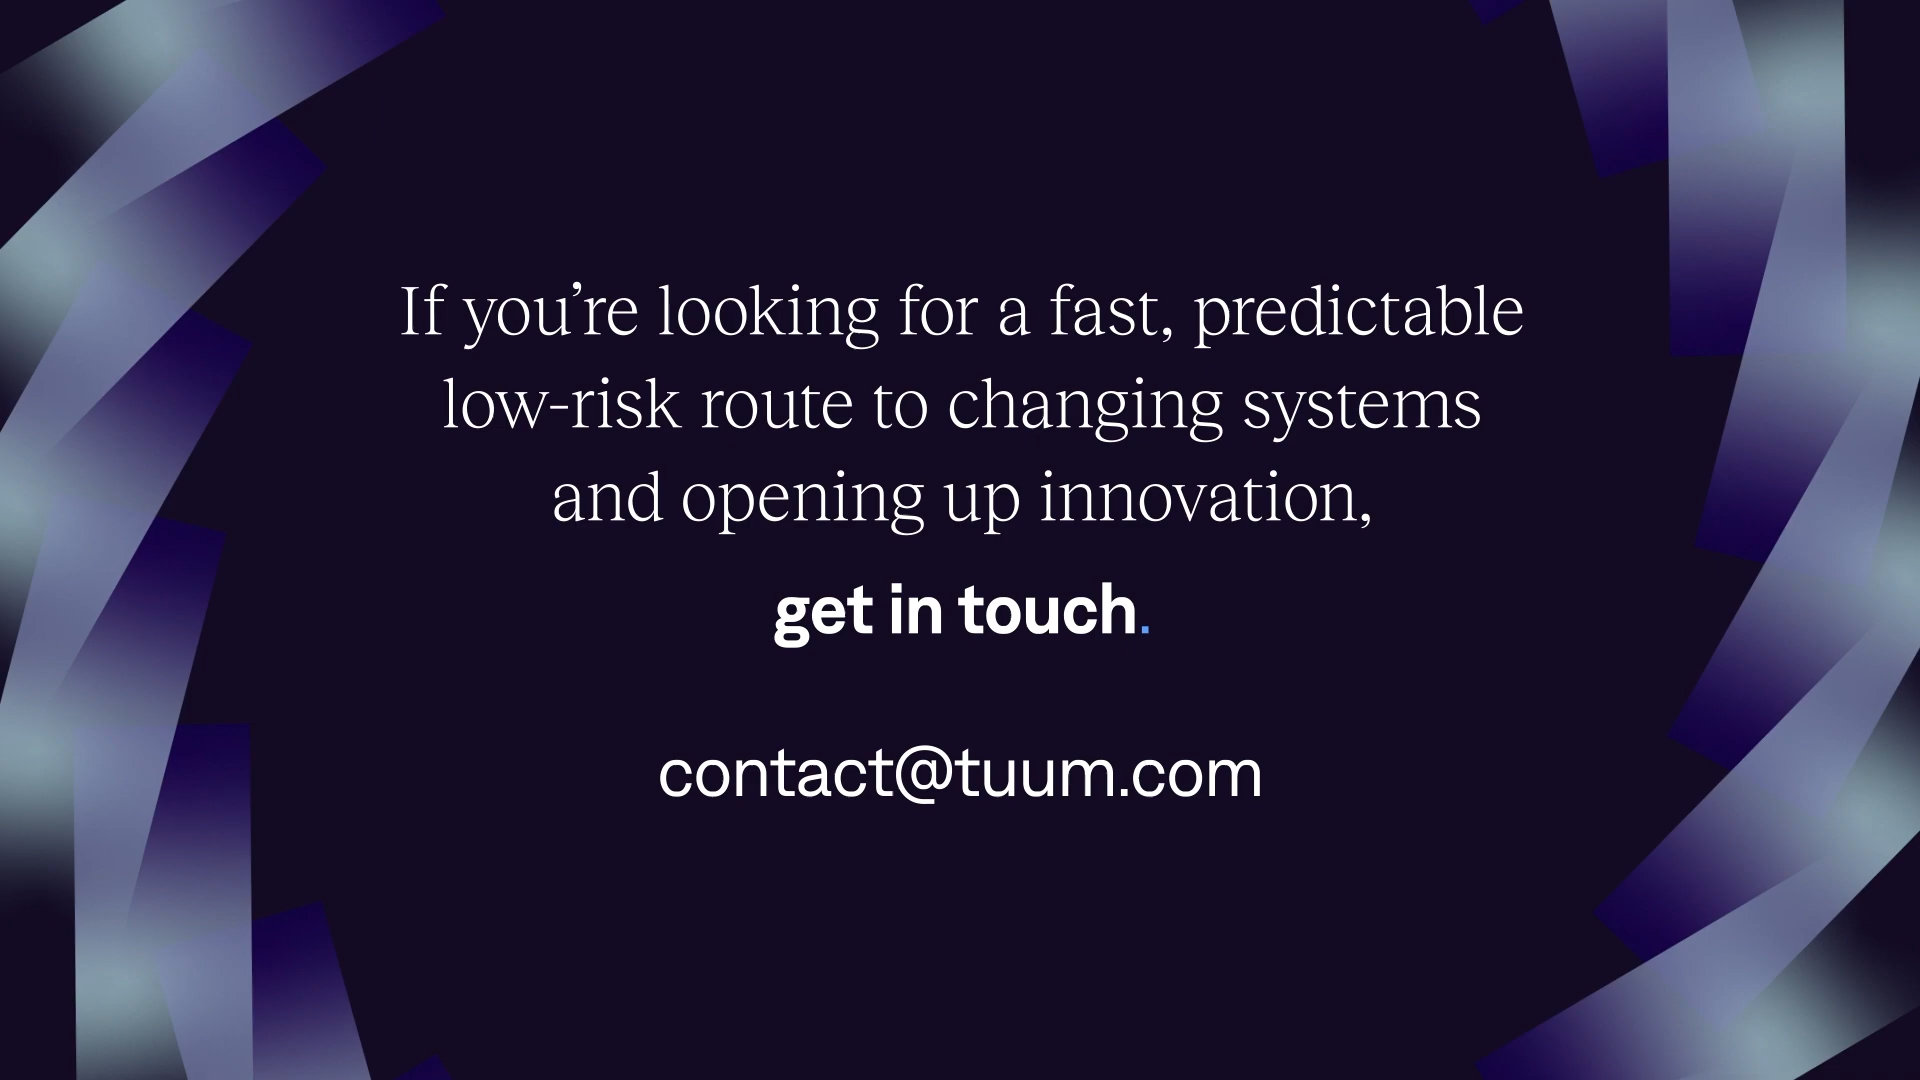 If you’re looking for a fast, predictable
low-risk route to changing systems
and opening up innovation,
get in touch.
contact@tuum.com